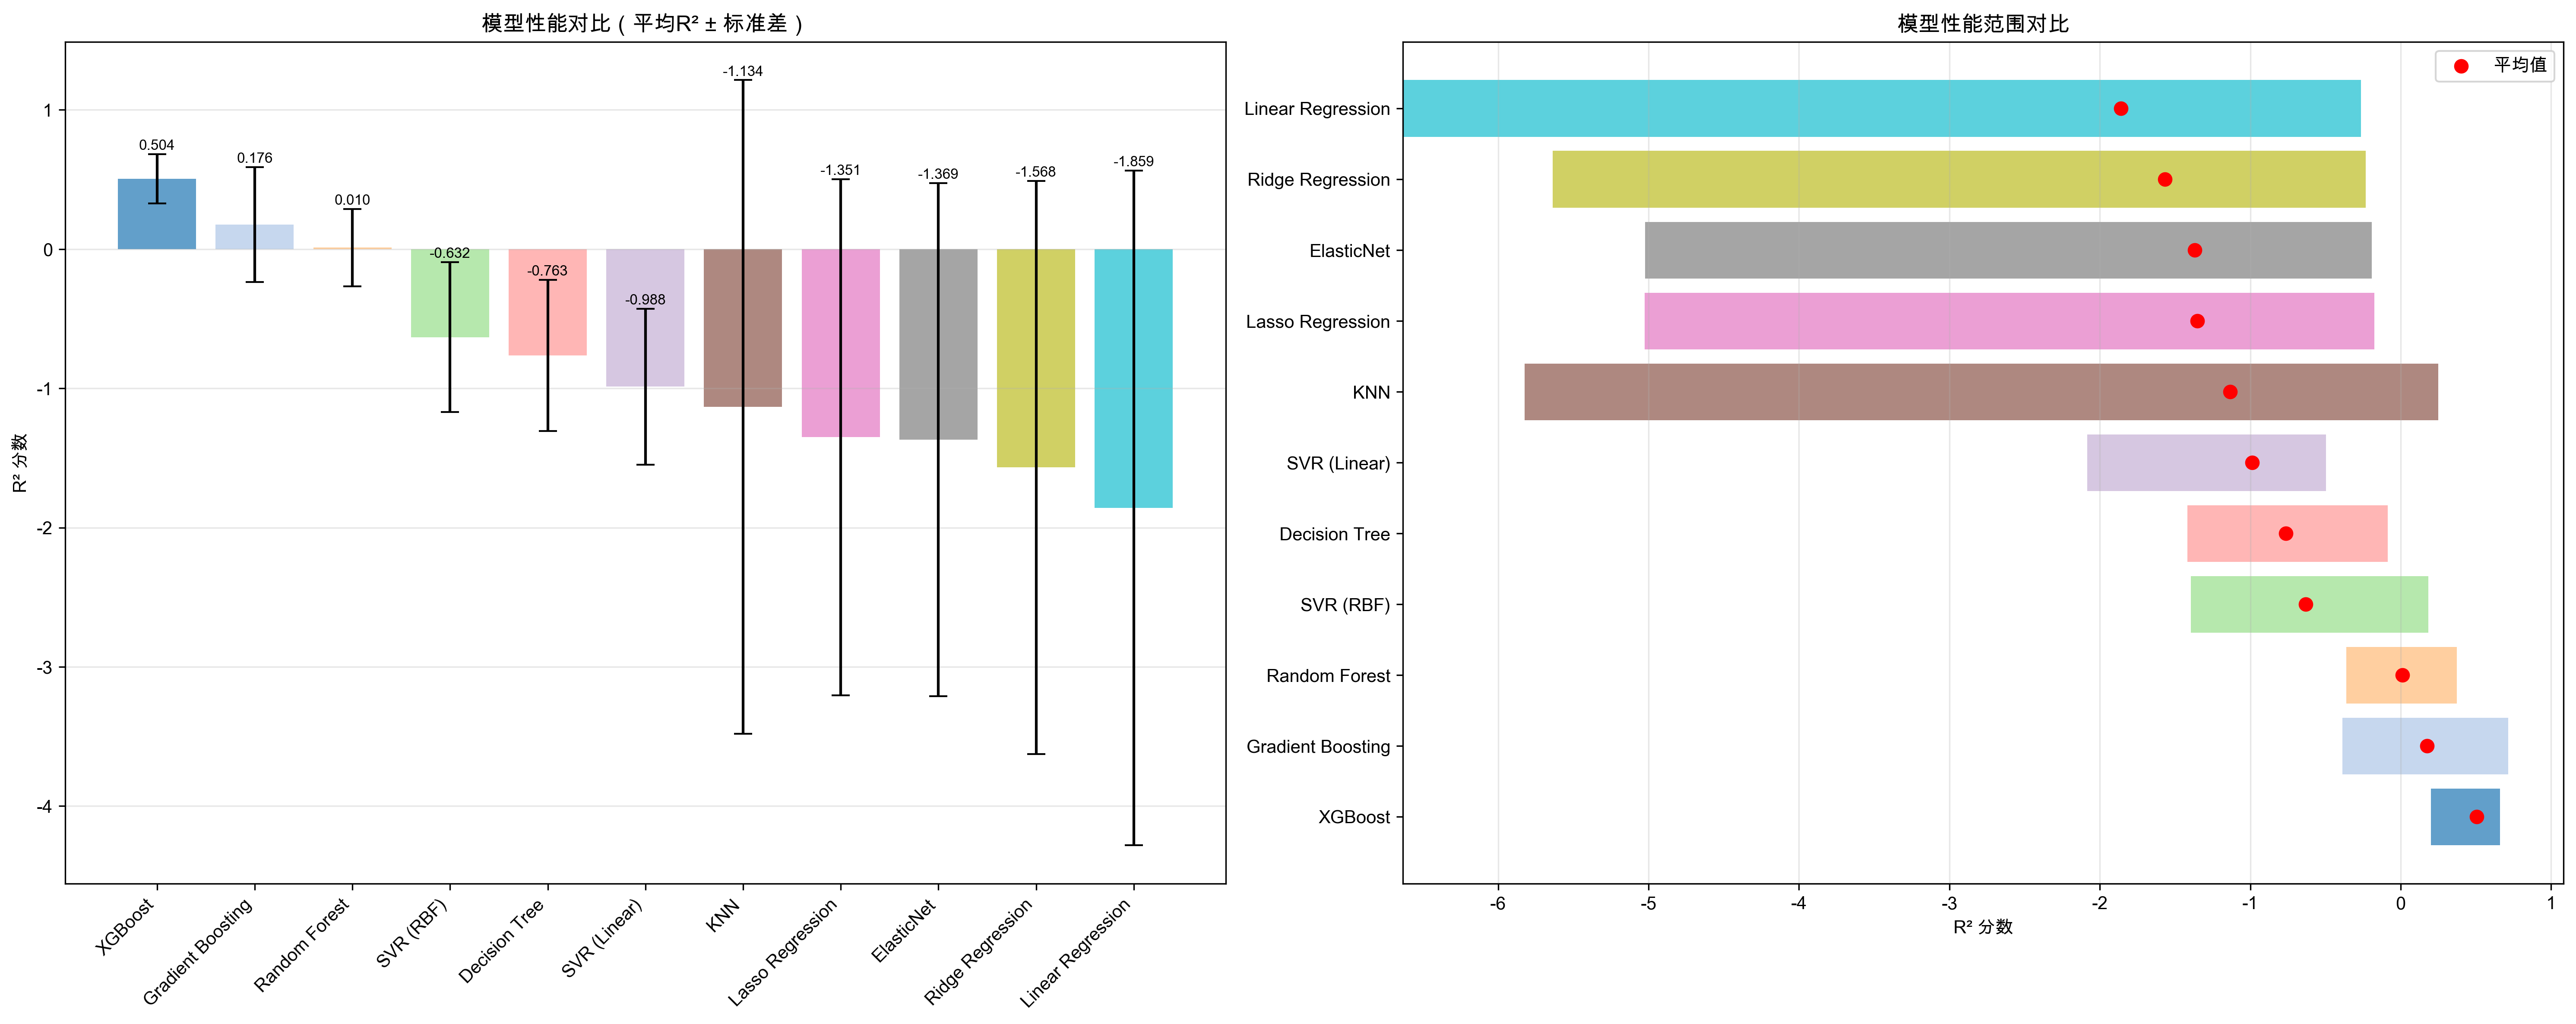 模型性能对比（平均R² ± 标准差）
R² 分数
1
0
-1
-2
-3
-4
0.504
0.176
0.010
-0.632
-0.763
-0.988
-1.134
-1.351
-1.369
-1.568
-1.859
XGBoost
Gradient Boosting
Random Forest
SVR (RBF)
Decision Tree
SVR (Linear)
KNN
Lasso Regression
ElasticNet
Ridge Regression
Linear Regression
模型性能范围对比
平均值
Linear Regression
Ridge Regression
ElasticNet
Lasso Regression
KNN
SVR (Linear)
Decision Tree
SVR (RBF)
Random Forest
Gradient Boosting
XGBoost
-6 -5 -4 -3 -2 -1 0 1
R² 分数